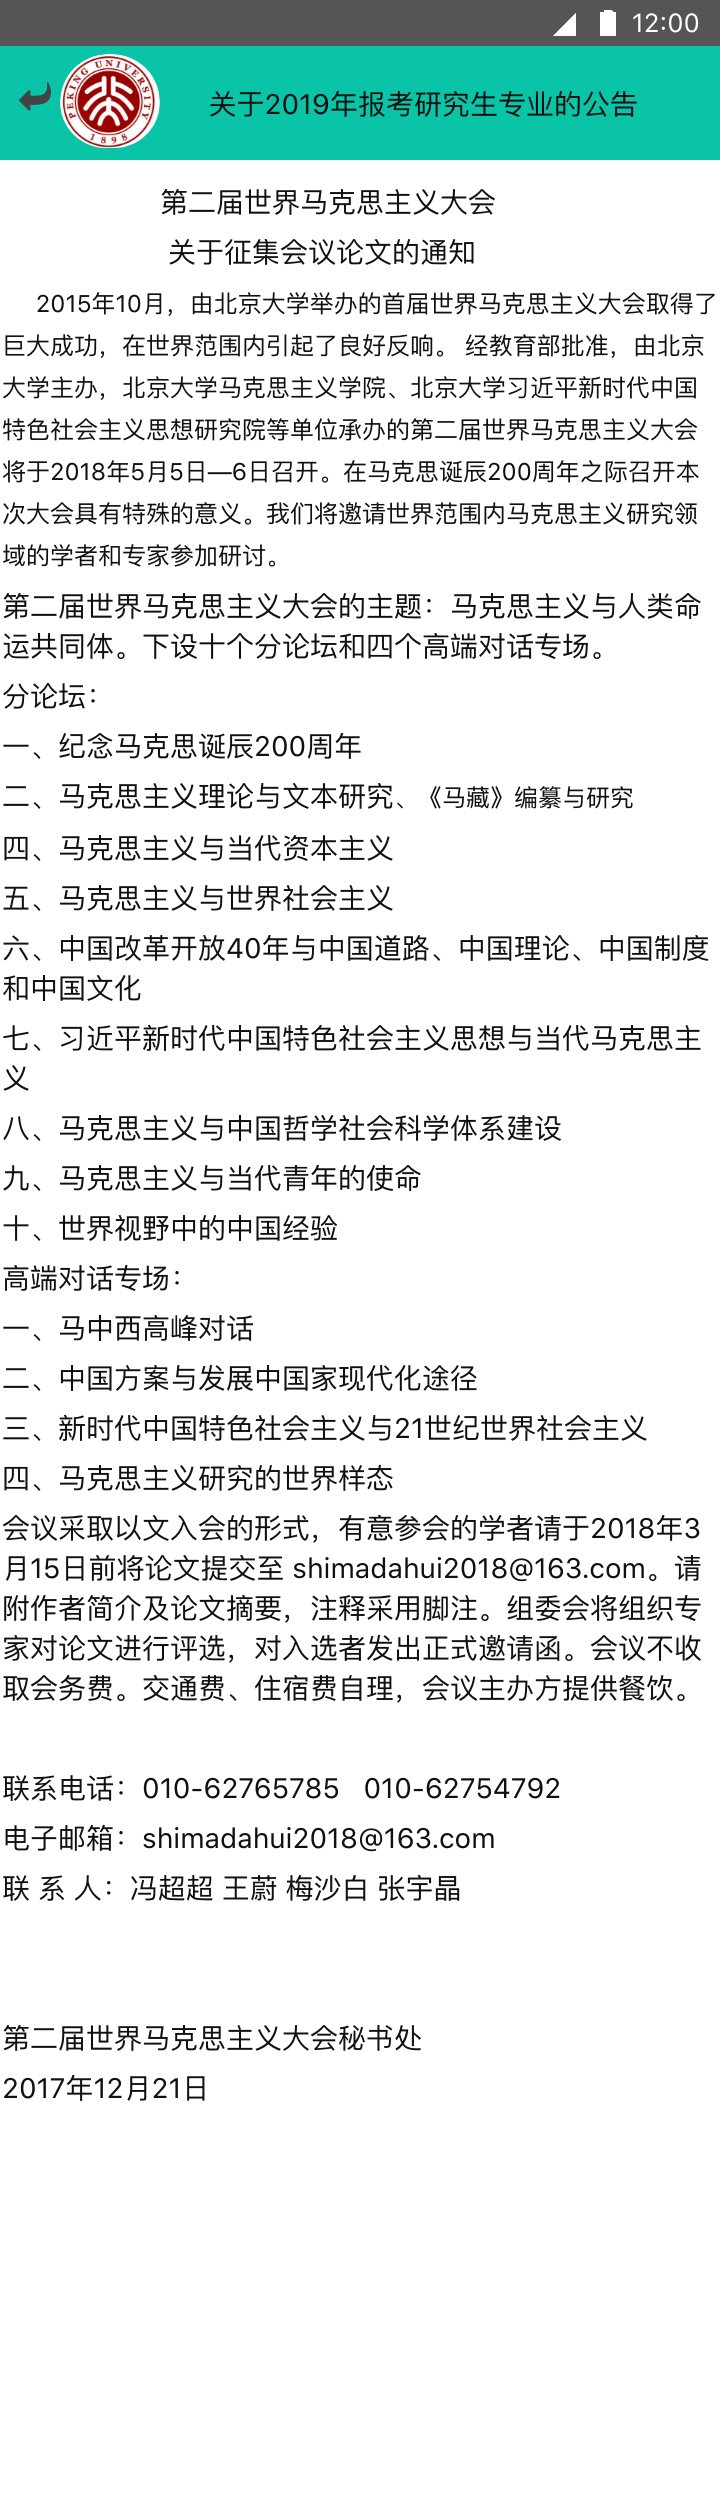 12:00
PEKING UNIVERSITY
1898
关于2019年报考研究生专业的公告
第二届世界马克思主义大会
关于征集会议论文的通知
2015年10月，由北京大学举办的首届世界马克思主义大会取得了
巨大成功，在世界范围内引起了良好反响。 经教育部批准，由北京
大学主办，北京大学马克思主义学院、北京大学习近平新时代中国
特色社会主义思想研究院等单位承办的第二届世界马克思主义大会
将于2018年5月5日—6日召开。在马克思诞辰200周年之际召开本
次大会具有特殊的意义。我们将邀请世界范围内马克思主义研究领
域的学者和专家参加研讨。
第二届世界马克思主义大会的主题：马克思主义与人类命
运共同体。下设十个分论坛和四个高端对话专场。
分论坛：
一、纪念马克思诞辰200周年
二、马克思主义理论与文本研究、《马藏》编纂与研究
四、马克思主义与当代资本主义
五、马克思主义与世界社会主义
六、中国改革开放40年与中国道路、中国理论、中国制度
和中国文化
七、习近平新时代中国特色社会主义思想与当代马克思主
义
八、马克思主义与中国哲学社会科学体系建设
九、马克思主义与当代青年的使命
十、世界视野中的中国经验
高端对话专场：
一、马中西高峰对话
二、中国方案与发展中国家现代化途径
三、新时代中国特色社会主义与21世纪世界社会主义
四、马克思主义研究的世界样态
会议采取以文入会的形式，有意参会的学者请于2018年3
月15日前将论文提交至 shimadahui2018@163.com。请
附作者简介及论文摘要，注释采用脚注。组委会将组织专
家对论文进行评选，对入选者发出正式邀请函。会议不收
取会务费。交通费、住宿费自理，会议主办方提供餐饮。
联系电话：010-62765785 010-62754792
电子邮箱：shimadahui2018@163.com
联 系 人：冯超超 王蔚 梅沙白 张宇晶
第二届世界马克思主义大会秘书处
2017年12月21日